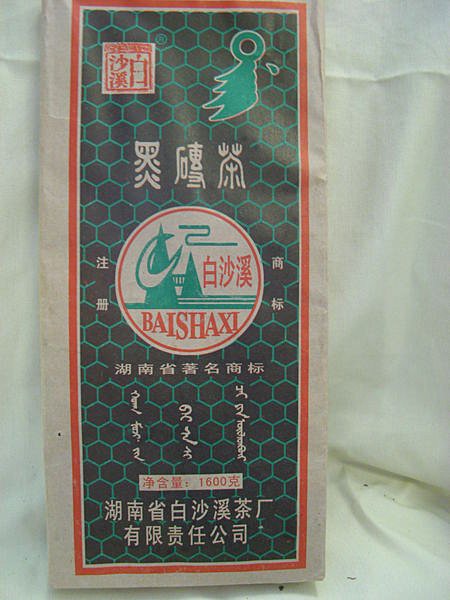 白沙溪
®
黑磚茶
注册 商标
白沙溪
BAISHAXI
湖南省著名商标
净含量：1600克
湖南省白沙溪茶厂
有限责任公司